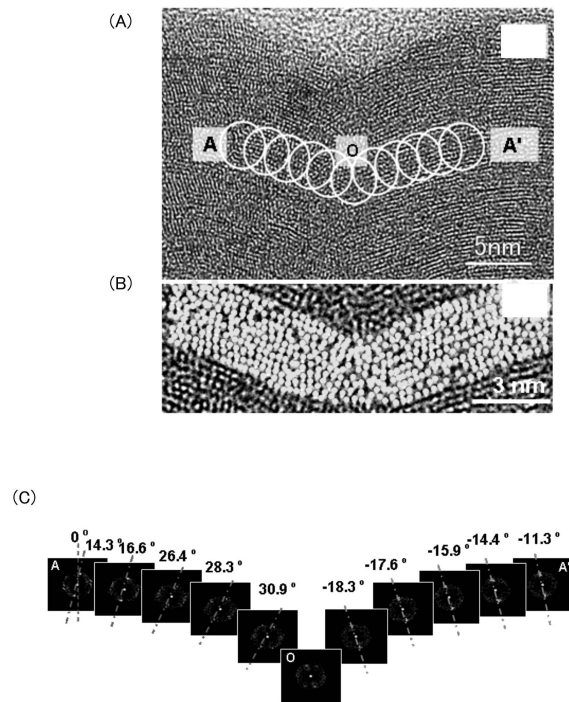 (A)
A
O
A'
5nm
(B)
3 nm
(C)
0 °
14.3 °
16.6 °
26.4 °
28.3 °
30.9 °
-18.3 °
-17.6 °
-15.9 °
-14.4 °
-11.3 °
A
A'
O